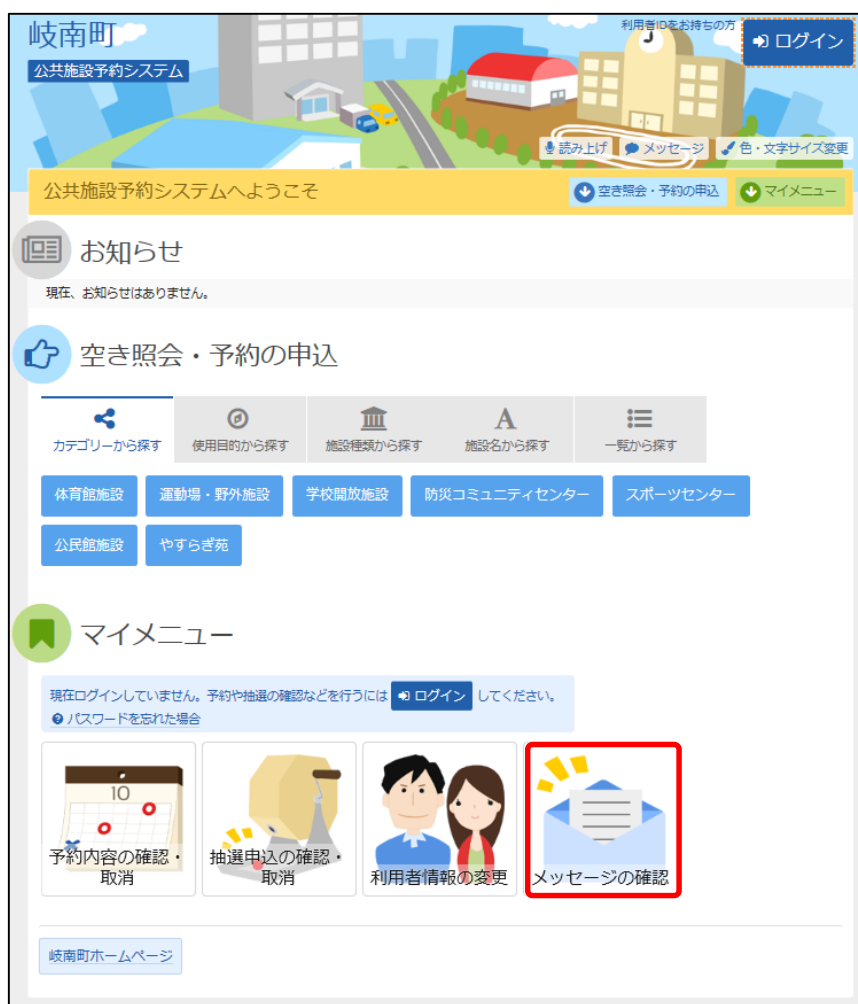 岐南町
公共施設予約システム
利用者IDをお持ちの方
ログイン
読み上げ
メッセージ
色・文字サイズ変更
公共施設予約システムへようこそ
空き照会・予約の申込
マイメニュー
お知らせ
現在、お知らせはありません。
空き照会・予約の申込
カテゴリーから探す
使用目的から探す
施設種類から探す
A
施設名から探す
一覧から探す
体育館施設
運動場・野外施設
学校開放施設
防災コミュニティセンター
スポーツセンター
公民館施設
やすらぎ苑
マイメニュー
現在ログインしていません。予約や抽選の確認などを行うには ログイン してください。
パスワードを忘れた場合
10
予約内容の確認・
取消
抽選申込の確認・
取消
利用者情報の変更
メッセージの確認
岐南町ホームページ